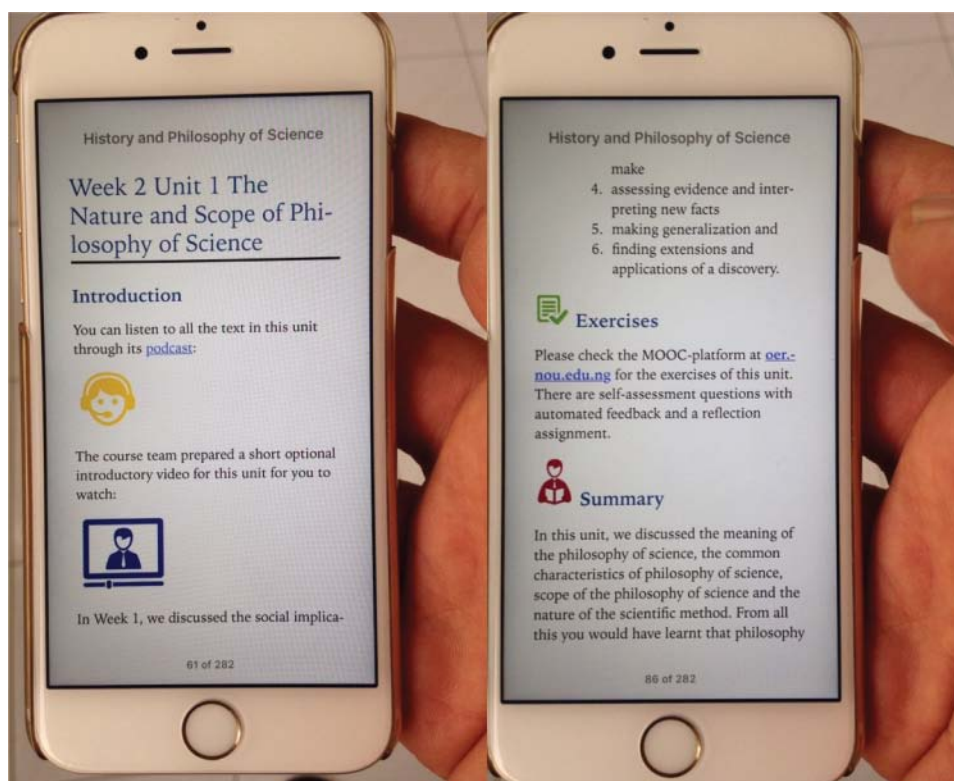 History and Philosophy of Science
Week 2 Unit 1 The
Nature and Scope of Phi-
losophy of Science
Introduction
You can listen to all the text in this unit
through its podcast:
The course team prepared a short optional
introductory video for this unit for you to
watch:
In Week 1, we discussed the social implica-
61 of 282
History and Philosophy of Science
make
4. assessing evidence and inter-
preting new facts
5. making generalization and
6. finding extensions and
applications of a discovery.
Exercises
Please check the MOOC-platform at oer.-
nou.edu.ng for the exercises of this unit.
There are self-assessment questions with
automated feedback and a reflection
assignment.
Summary
In this unit, we discussed the meaning of
the philosophy of science, the common
characteristics of philosophy of science,
scope of the philosophy of science and the
nature of the scientific method. From all
this you would have learnt that philosophy
86 of 282